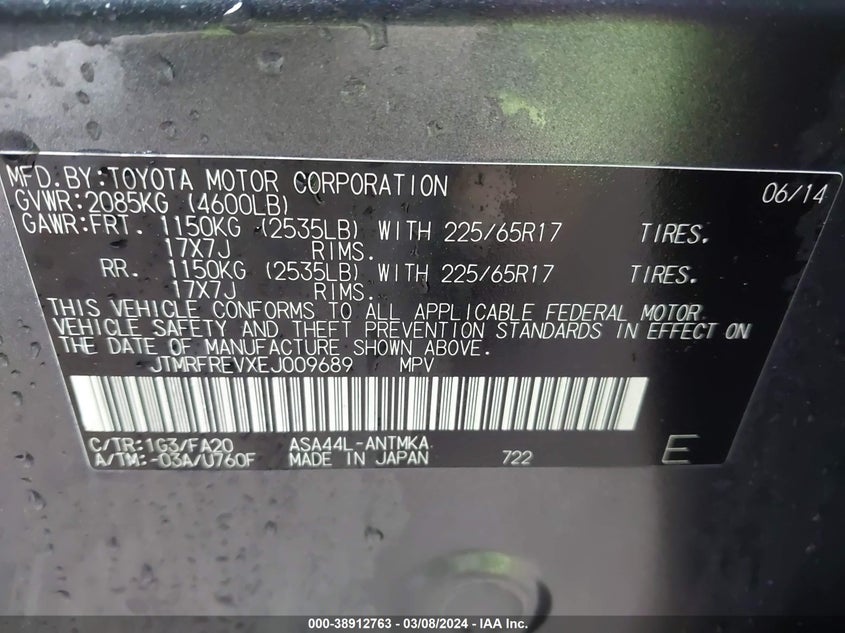 MFD.BY:TOYOTA MOTOR CORPORATION 06/14
GVWR:2085KG (4600LB)
GAWR:FRT. 1150KG (2535LB) WITH 225/65R17 TIRES.
17X7J RIMS.
RR. 1150KG (2535LB) WITH 225/65R17 TIRES.
17X7J RIMS.
THIS VEHICLE CONFORMS TO ALL APPLICABLE FEDERAL MOTOR
VEHICLE SAFETY AND THEFT PREVENTION STANDARDS IN EFFECT ON
THE DATE OF MANUFACTURE SHOWN ABOVE.
JTMRFREVXEJ009689 MPV
C/TR:1G3/FA20 ASA44L-ANTMKA
A/TM:-03A/U760F MADE IN JAPAN 722 E
000-38912763 - 03/08/2024 - IAA Inc.